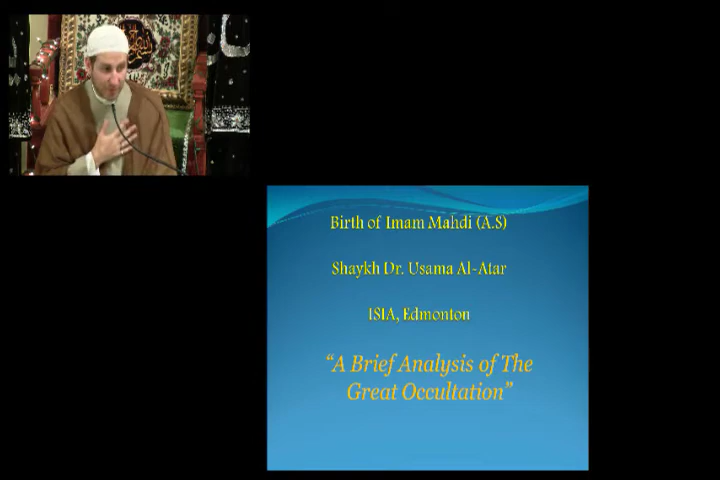 Birth of Imam Mahdi (A.S)
Shaykh Dr. Usama Al-Atar
ISIA, Edmonton
“A Brief Analysis of The
Great Occultation”